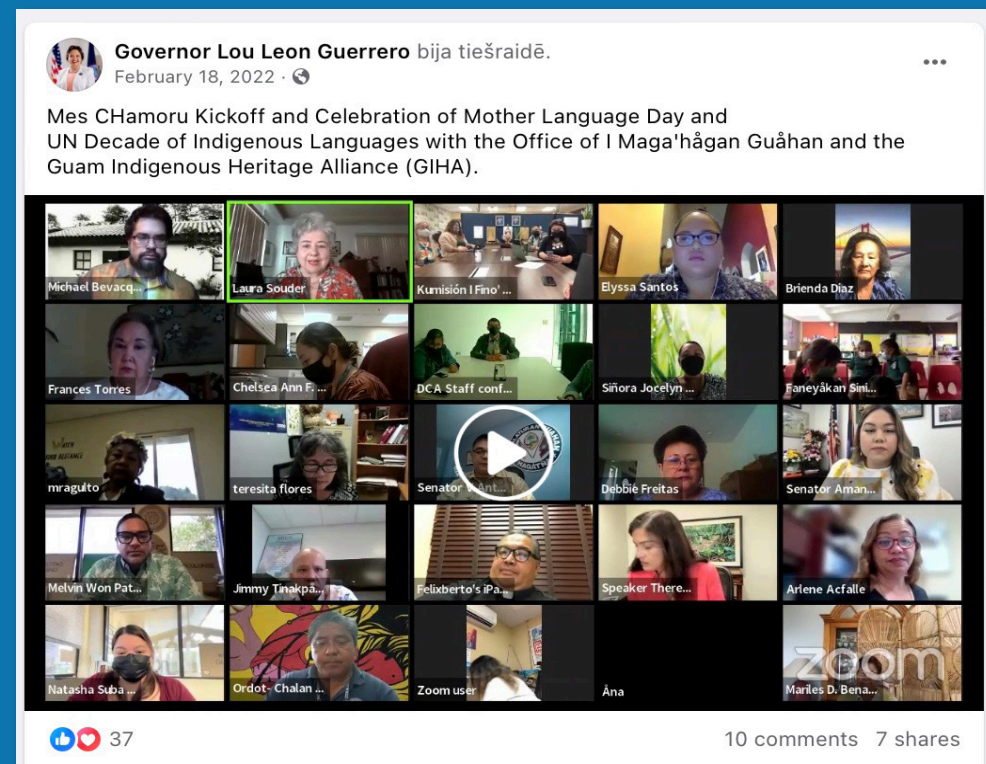 Governor Lou Leon Guerrero bija tiešraidē.
February 18, 2022 ·
Mes CHamoru Kickoff and Celebration of Mother Language Day and
UN Decade of Indigenous Languages with the Office of I Maga'hågan Guåhan and the
Guam Indigenous Heritage Alliance (GIHA).
Michael Bevacq...
Laura Souder
Kumisión I Fino'...
Elyssa Santos
Brienda Diaz
Frances Torres
Chelsea Ann F. ...
DCA Staff conf...
Siñora Jocelyn ...
Faneyåkan Sini...
mragulto
teresita flores
Senator
Debbie Freitas
Senator Aman...
Melvin Won Pat...
Jimmy Tinakpa...
Felixberto's iPa...
Speaker There...
Arlene Acfalle
Natasha Suba ...
Ordot- Chalan ...
Zoom user
Åna
zoom
Mariles D. Bena...
37
10 comments 7 shares